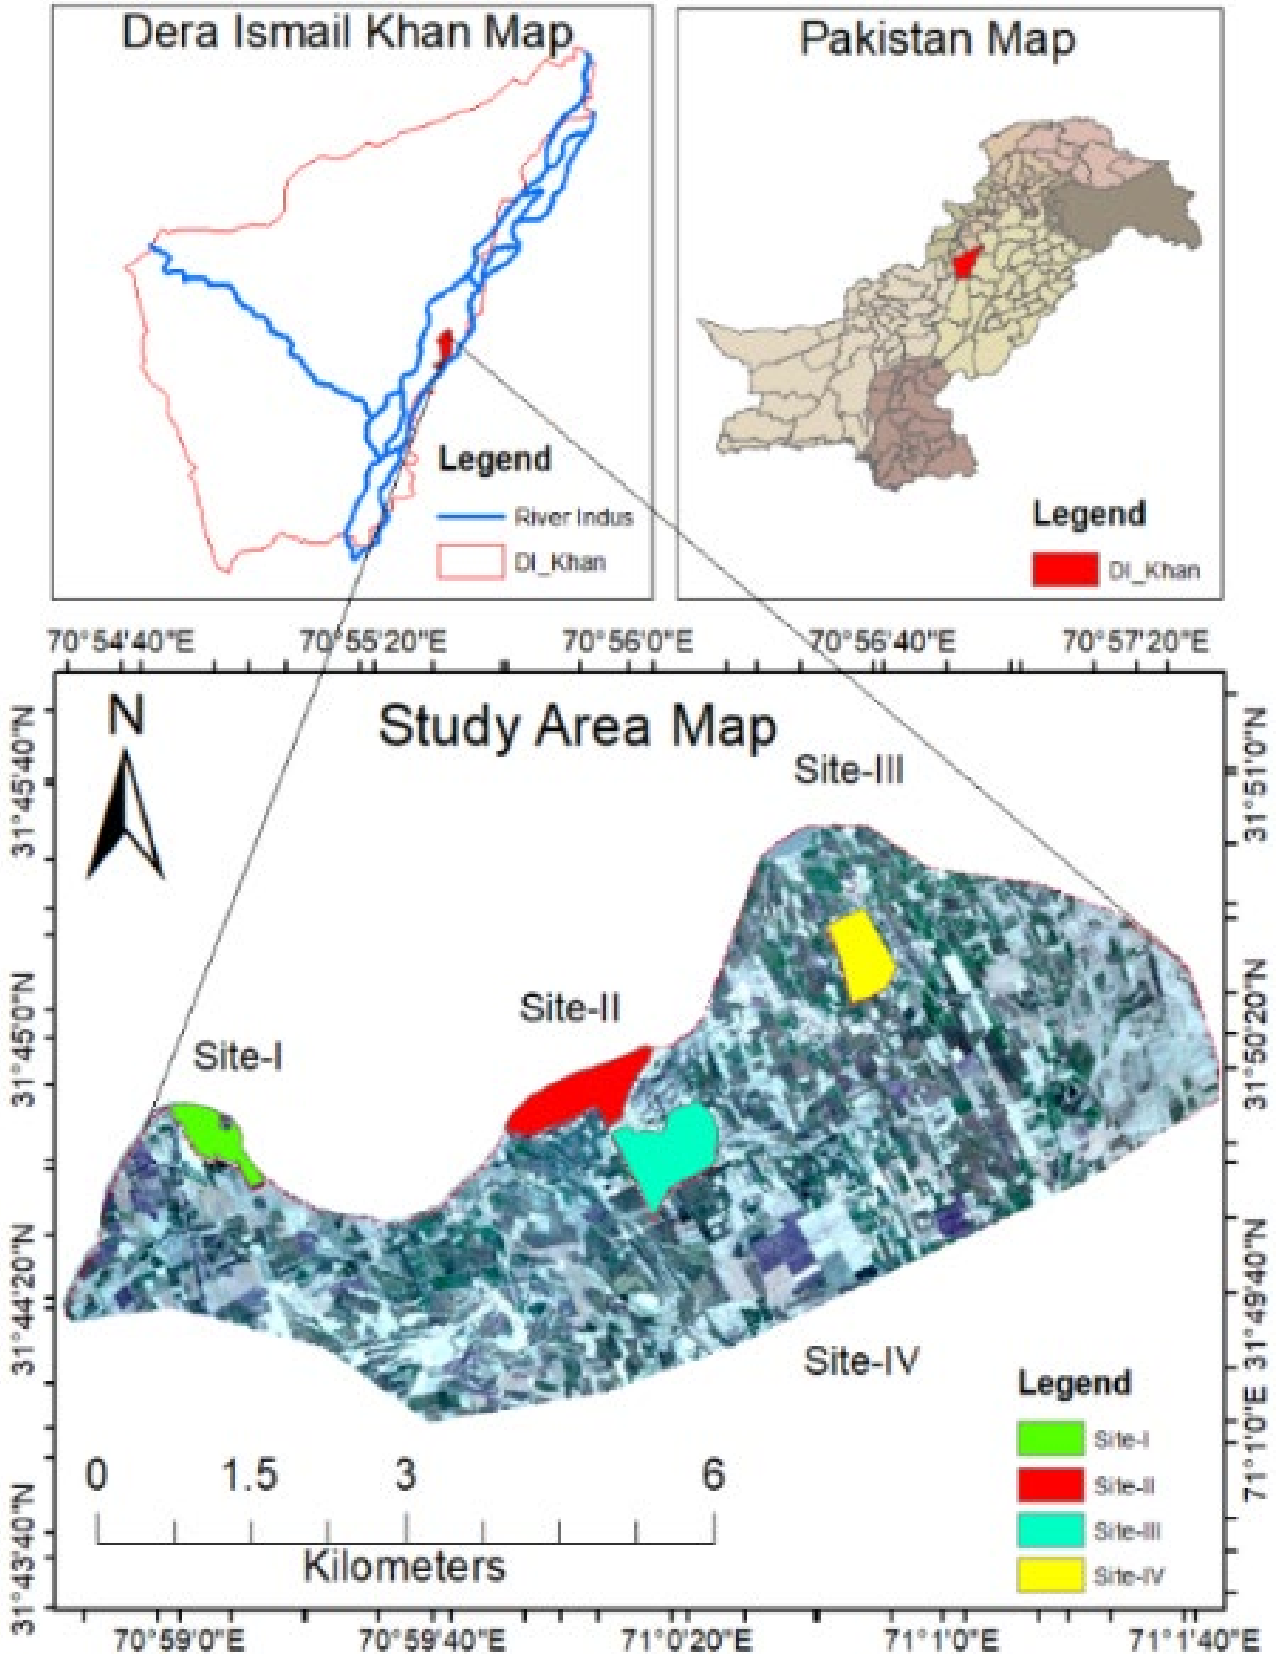 Dera Ismail Khan Map
Legend
River Indus
DI_Khan
Pakistan Map
Legend
DI_Khan
70°54'40"E 70°55'20"E 70°56'0"E 70°56'40"E 70°57'20"E
N
Study Area Map
Site-III
Site-II
Site-I
Site-IV
31°45'40"N
31°45'0"N
31°44'20"N
31°43'40"N
31°51'0"N
31°50'20"N
31°49'40"N
71°1'0"E
Legend
Site-I
Site-II
Site-III
Site-IV
0 1.5 3 6
Kilometers
70°59'0"E 70°59'40"E 71°0'20"E 71°1'0"E 71°1'40"E